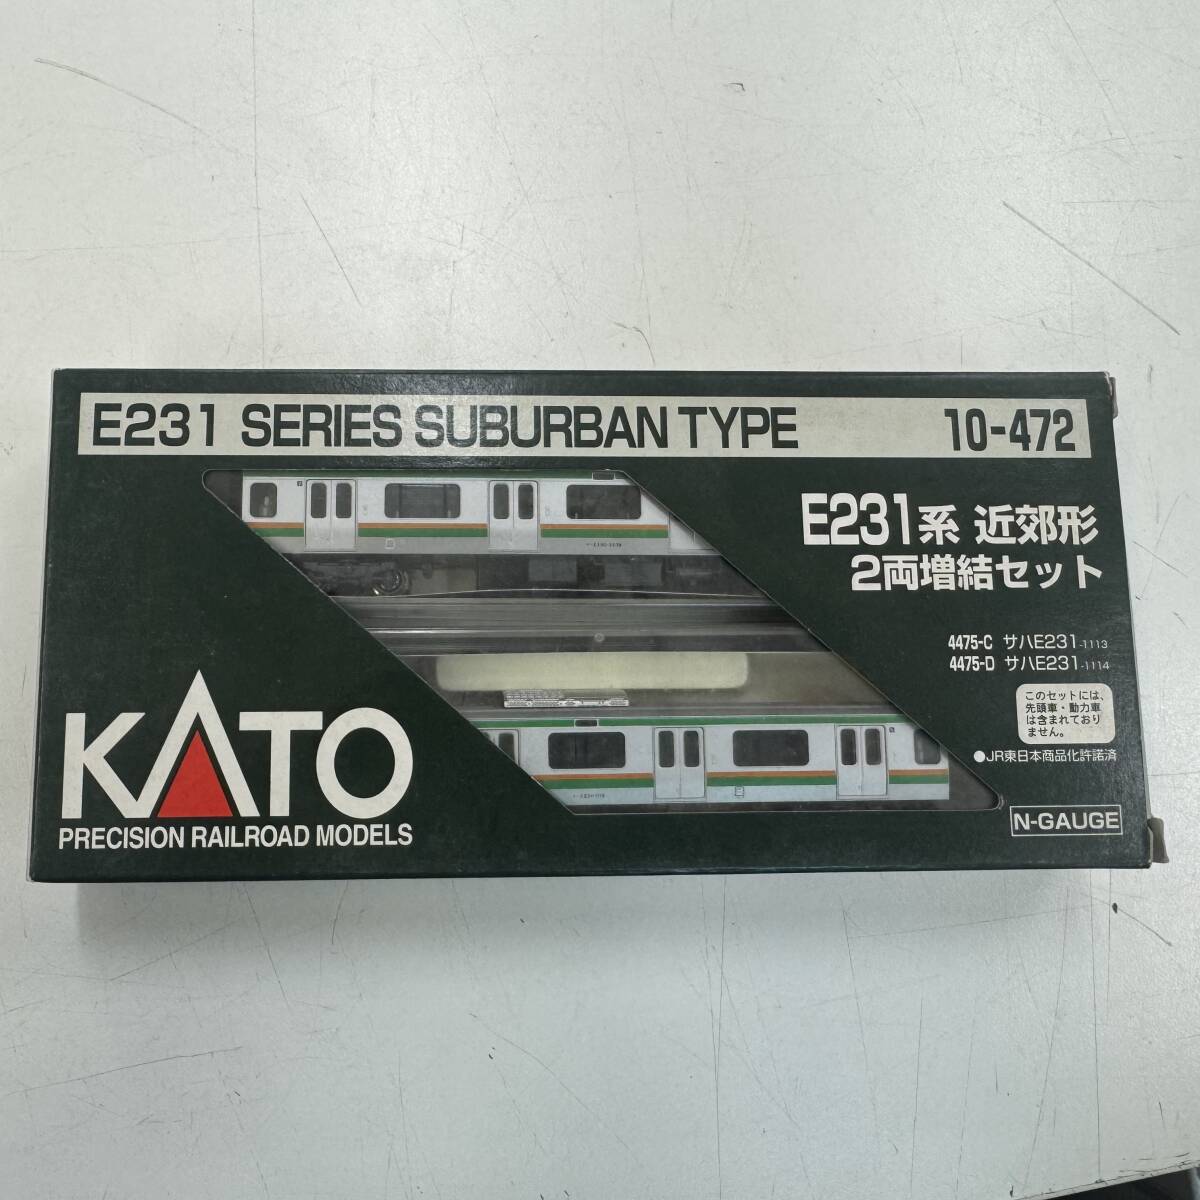 E231 SERIES SUBURBAN TYPE
10-472
E231系 近郊形
2両増結セット
4475-C サハE231-1113
4475-D サハE231-1114
このセットには、
先頭車・動力車
は含まれており
ません。
●JR東日本商品化許諾済
KATO
PRECISION RAILROAD MODELS
N-GAUGE